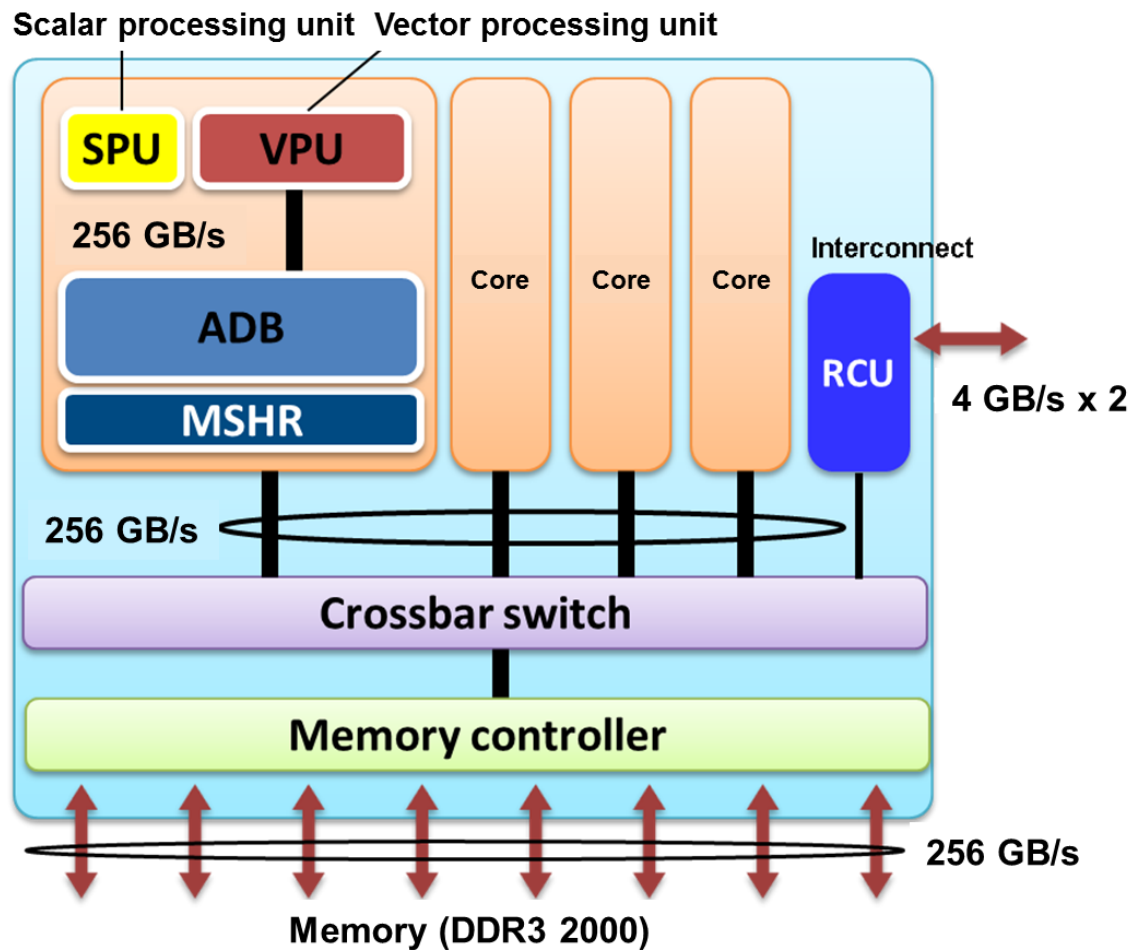 Scalar processing unit Vector processing unit
SPU
VPU
256 GB/s
ADB
MSHR
Core
Core
Core
Interconnect
RCU
4 GB/s x 2
256 GB/s
Crossbar switch
Memory controller
256 GB/s
Memory (DDR3 2000)